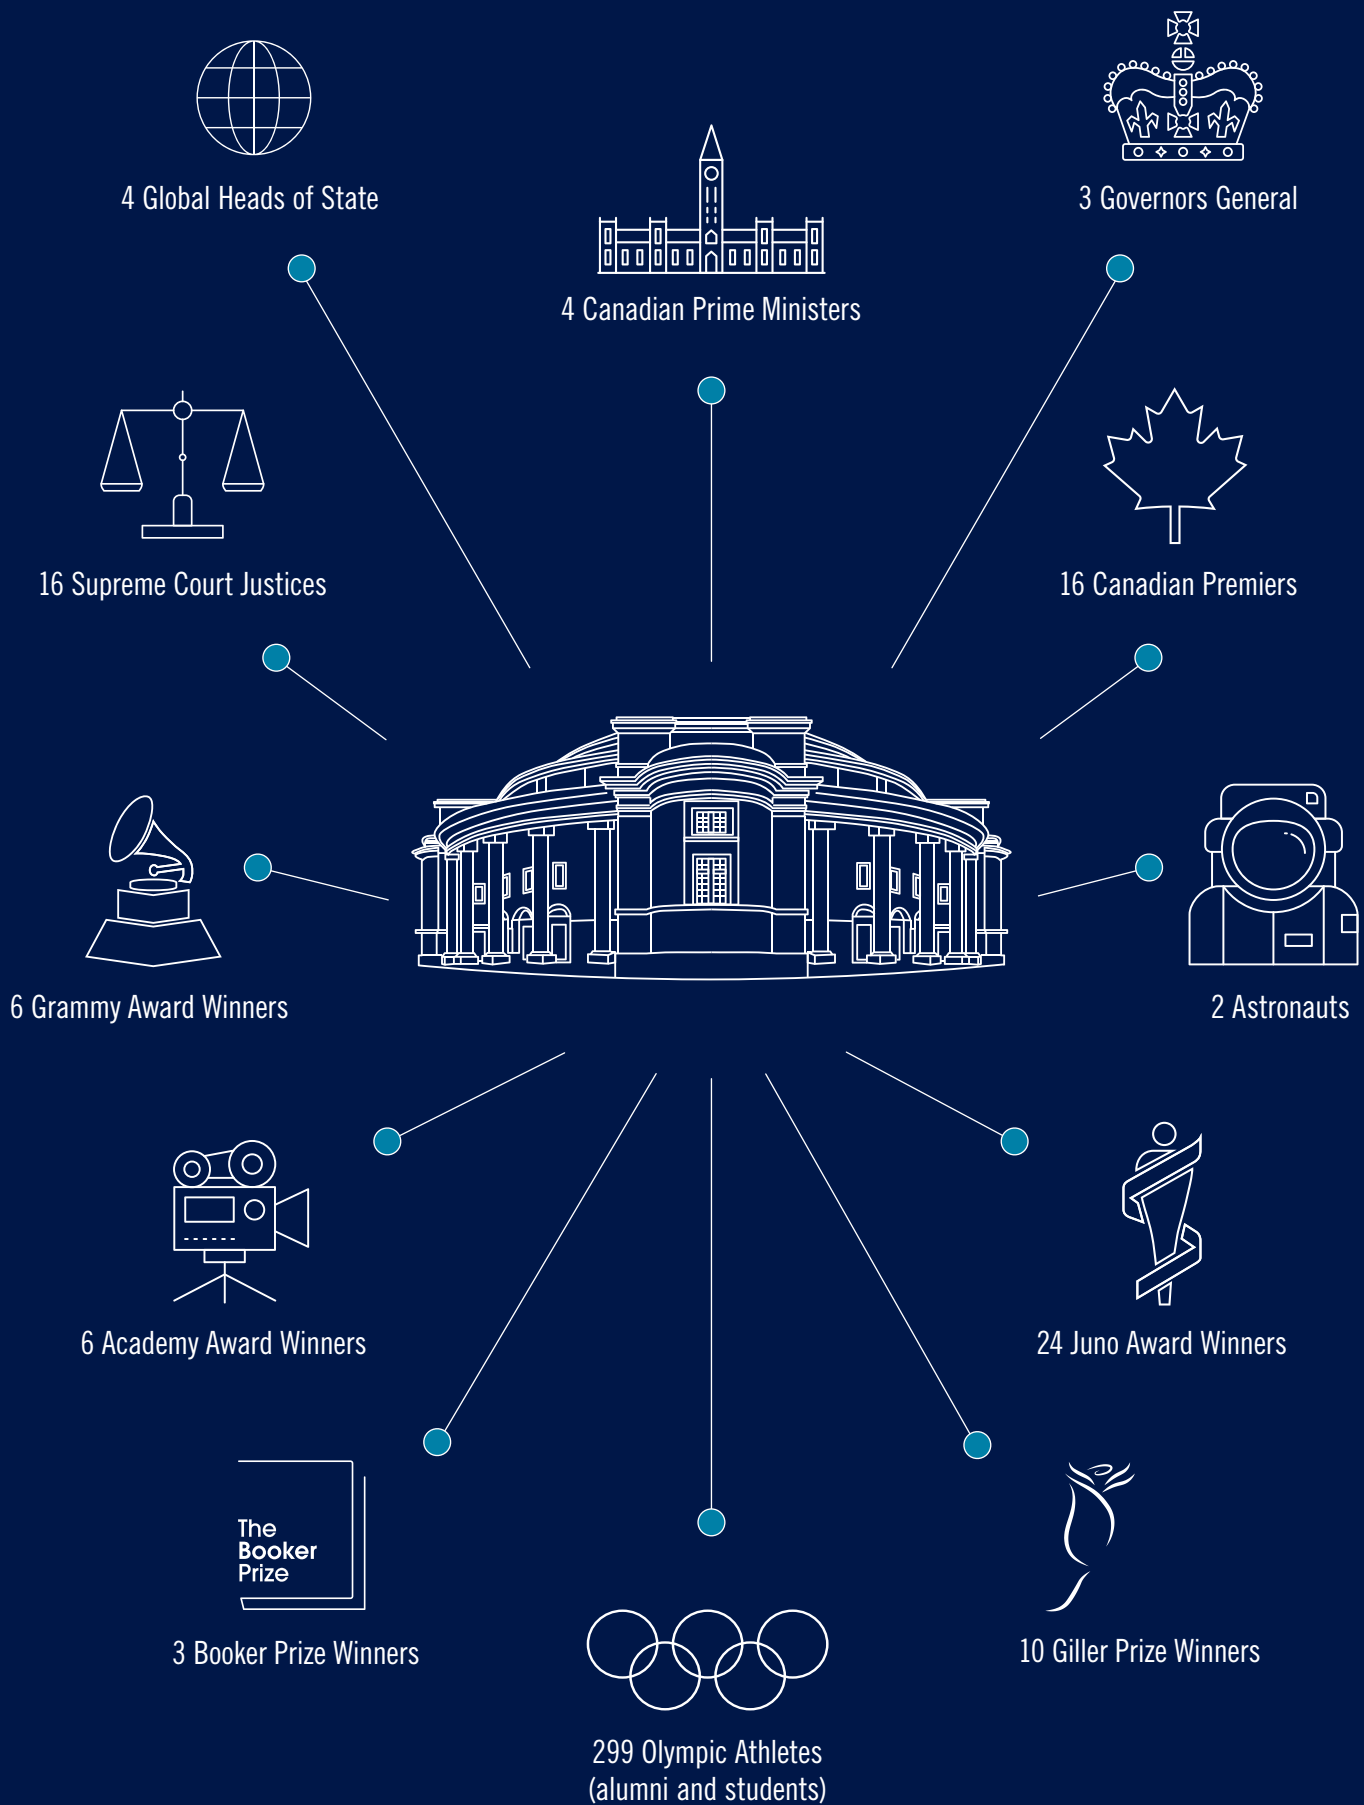 4 Global Heads of State
3 Governors General
4 Canadian Prime Ministers
16 Supreme Court Justices
16 Canadian Premiers
6 Grammy Award Winners
2 Astronauts
6 Academy Award Winners
24 Juno Award Winners
The
Booker
Prize
3 Booker Prize Winners
10 Giller Prize Winners
299 Olympic Athletes
(alumni and students)